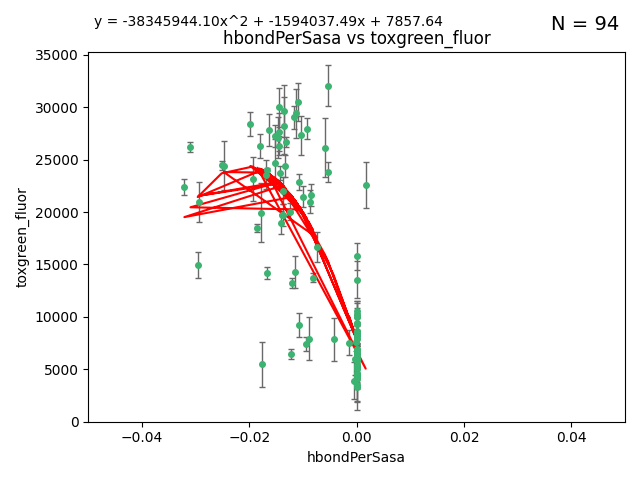 y = -38345944.10x^2 + -1594037.49x + 7857.64
N = 94
hbondPerSasa vs toxgreen_fluor
35000
30000
25000
20000
15000
10000
5000
0
toxgreen_fluor
−0.04
−0.02
0.00
0.02
0.04
hbondPerSasa